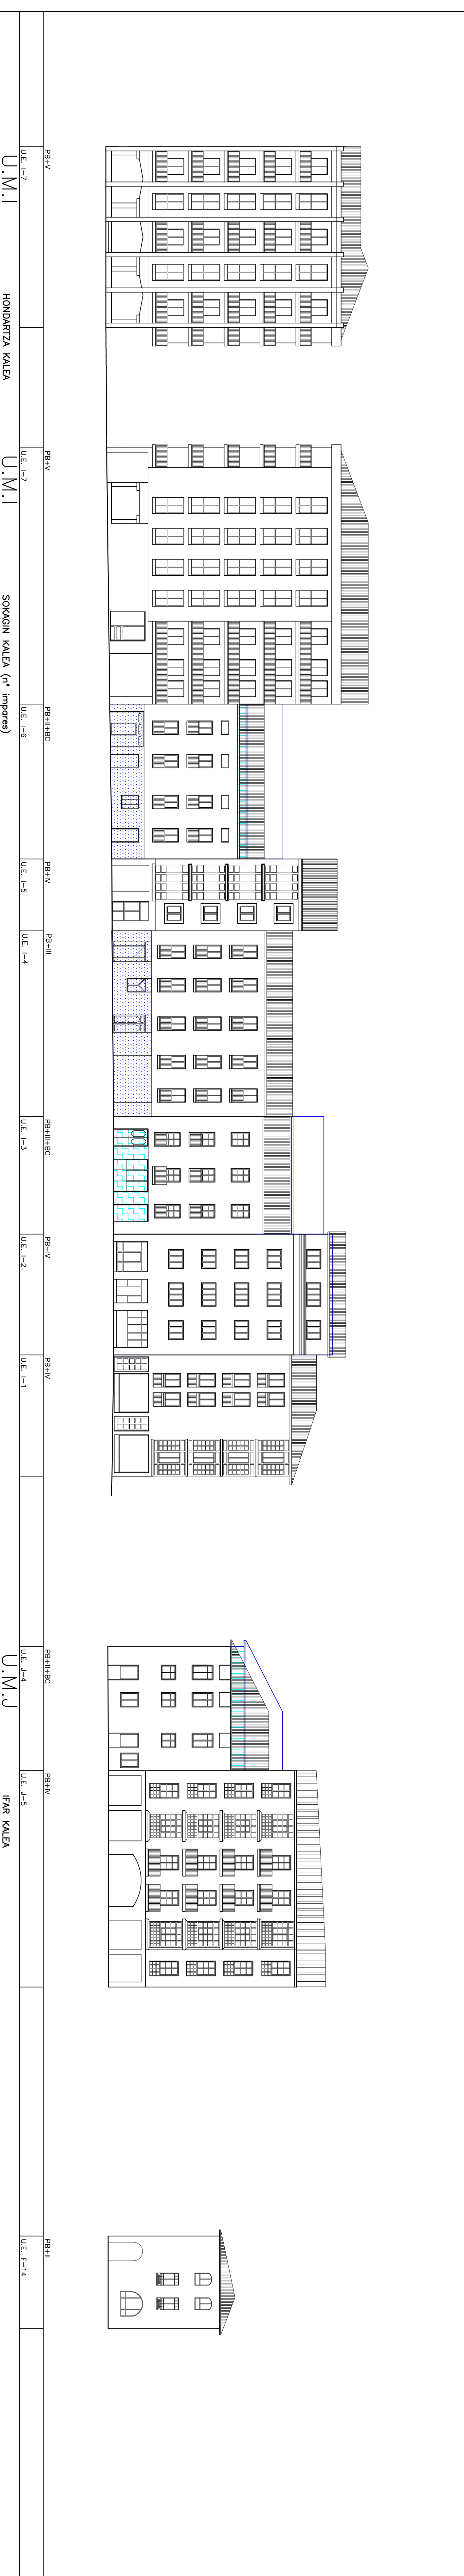 PB+V
PB+V
PB+II+BC
PB+IV
PB+III
PB+III+BC
PB+IV
PB+IV
PB+II+BC
PB+IV
PB+II
U.E. I-7
U.E. I-7
U.E. I-6
U.E. I-5
U.E. I-4
U.E. I-3
U.E. I-2
U.E. I-1
U.E. J-4
U.E. J-5
U.E. F-14
U.M.I HONDARTZA KALEA
U.M.I SOKAGIN KALEA (nº impares)
U.M.J IFAR KALEA